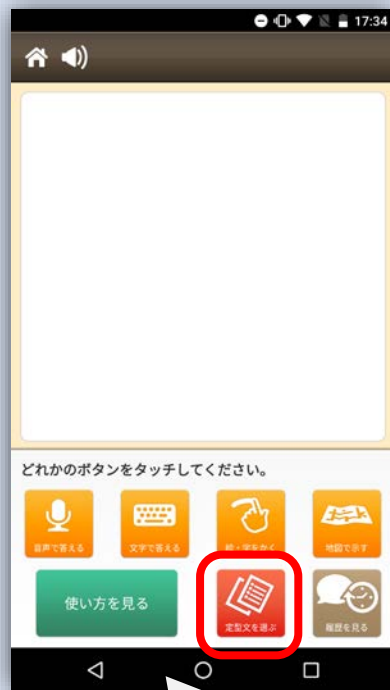 17:34
どれかのボタンをタッチしてください。
音声で答える 文字で答える 絵・字をかく 地図で示す
使い方を見る 定型文を選ぶ 履歴を見る